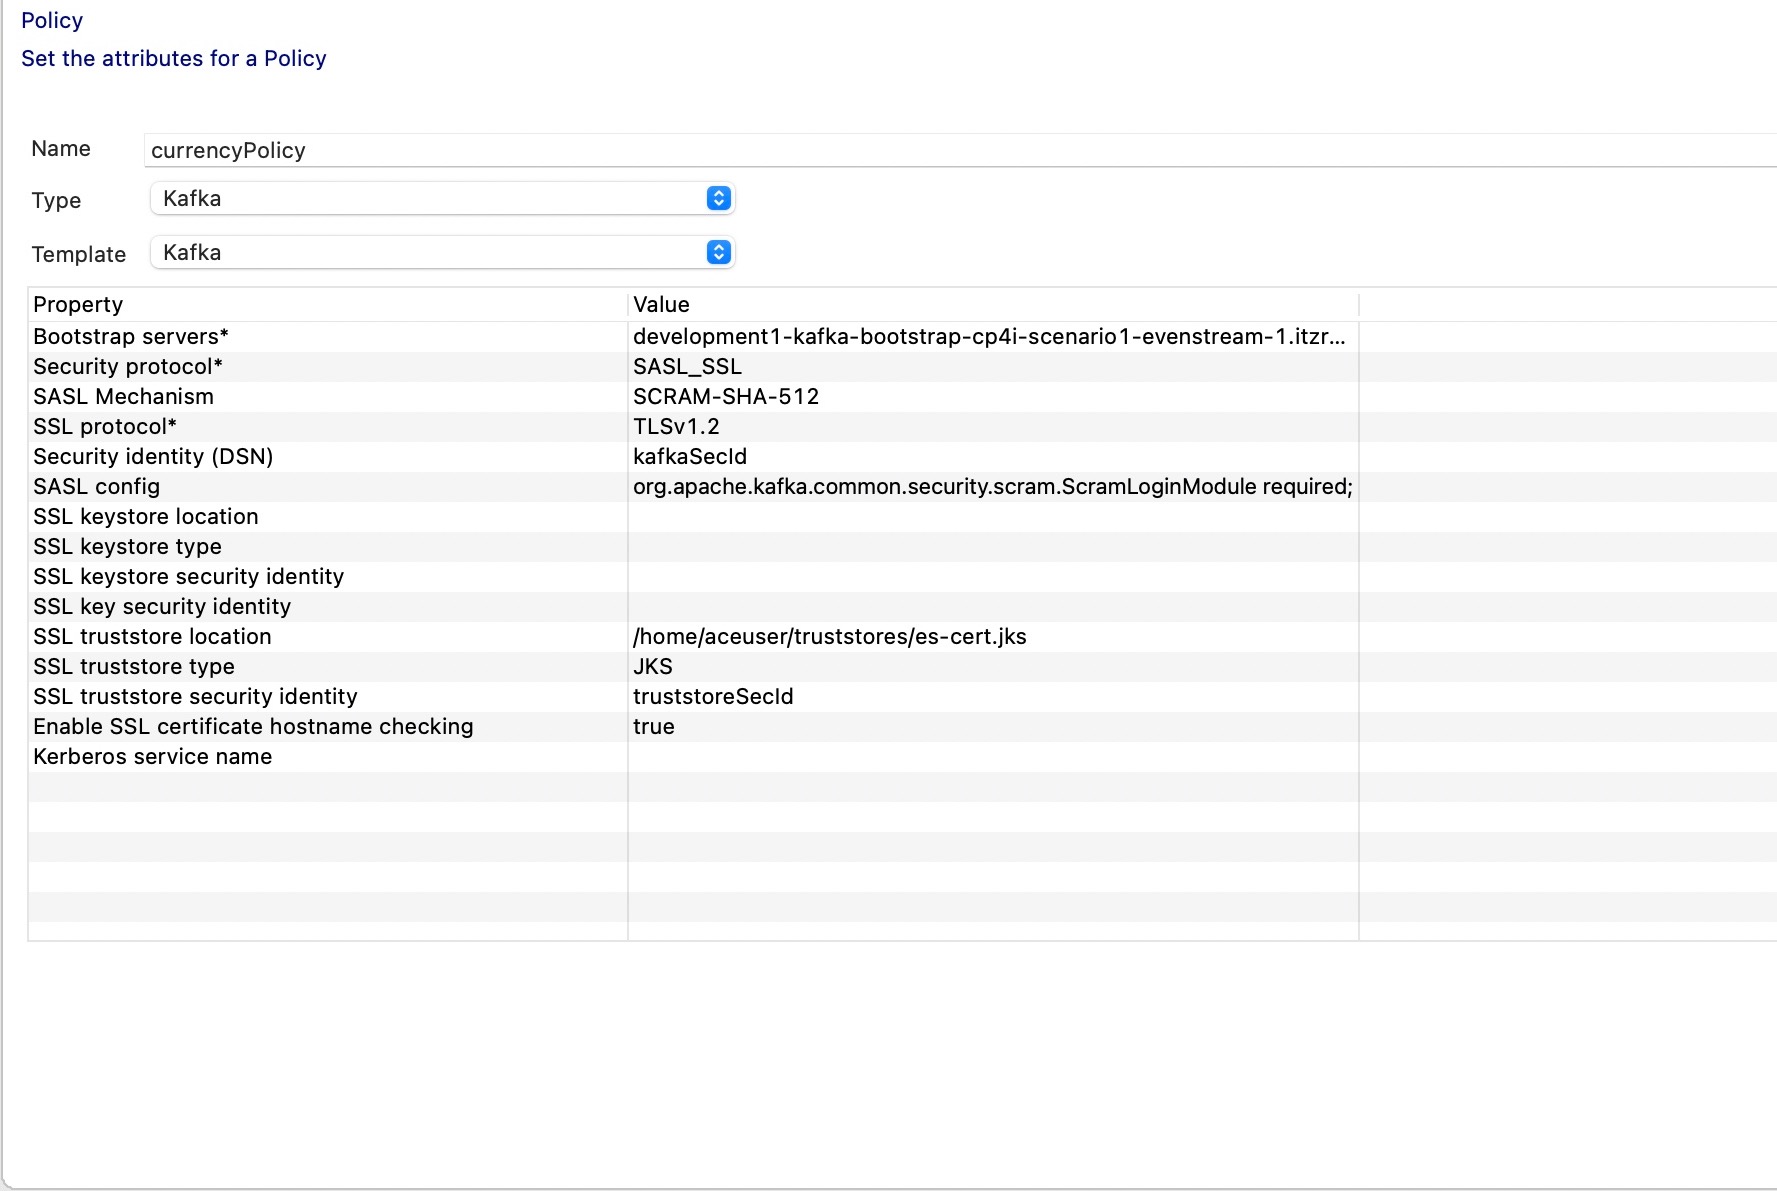 Policy
Set the attributes for a Policy
Name currencyPolicy
Type Kafka
Template Kafka
Property Value
Bootstrap servers* development1-kafka-bootstrap-cp4i-scenario1-evenstream-1.itzr...
Security protocol* SASL_SSL
SASL Mechanism SCRAM-SHA-512
SSL protocol* TLSv1.2
Security identity (DSN) kafkaSecId
SASL config org.apache.kafka.common.security.scram.ScramLoginModule required;
SSL keystore location
SSL keystore type
SSL keystore security identity
SSL key security identity
SSL truststore location /home/aceuser/truststores/es-cert.jks
SSL truststore type JKS
SSL truststore security identity truststoreSecId
Enable SSL certificate hostname checking true
Kerberos service name